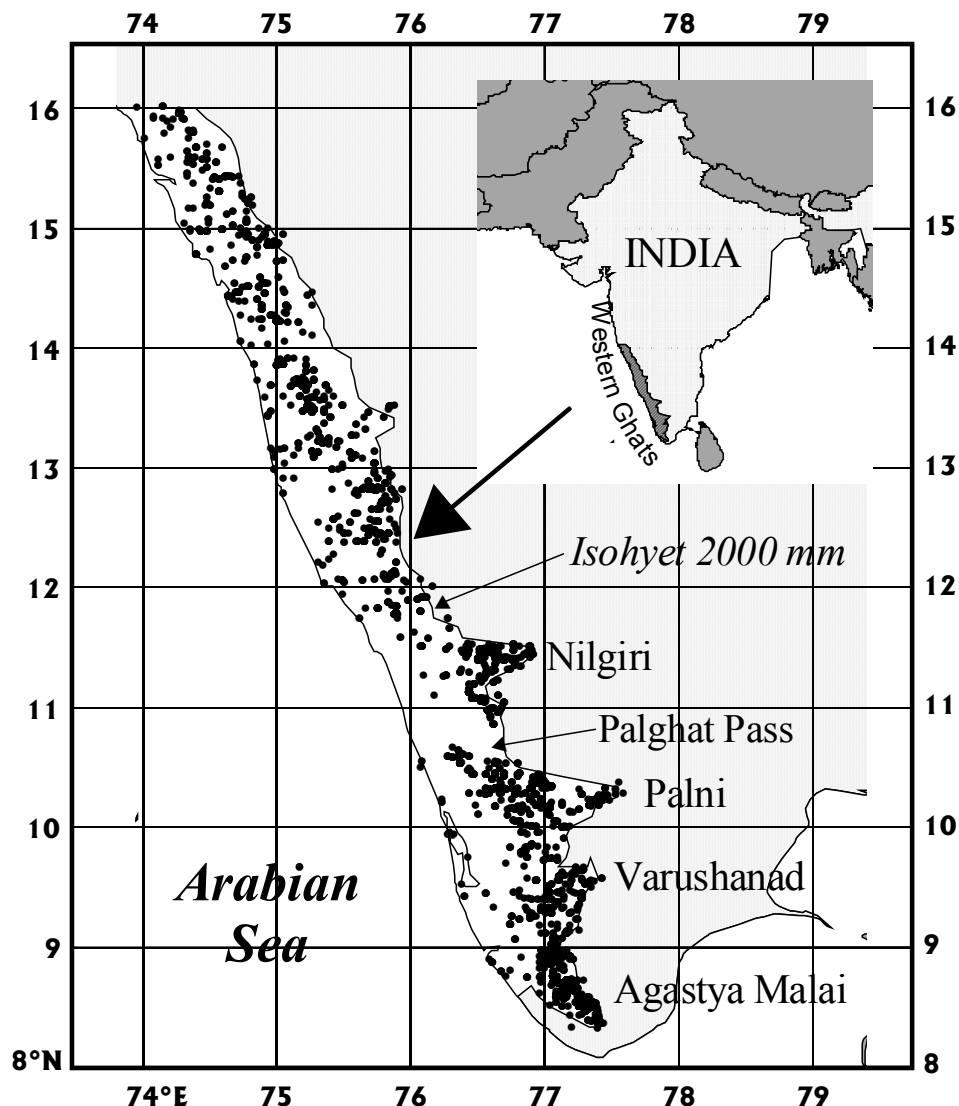 74 75 76 77 78 79
16 16
INDIA
15 15
Western Ghats
14 14
13 13
Isohyet 2000 mm
12 12
Nilgiri
11 11
Palghat Pass
Palni
10 10
Arabian
Varushanad
Sea
9 9
Agastya Malai
8°N 8
74°E 75 76 77 78 79